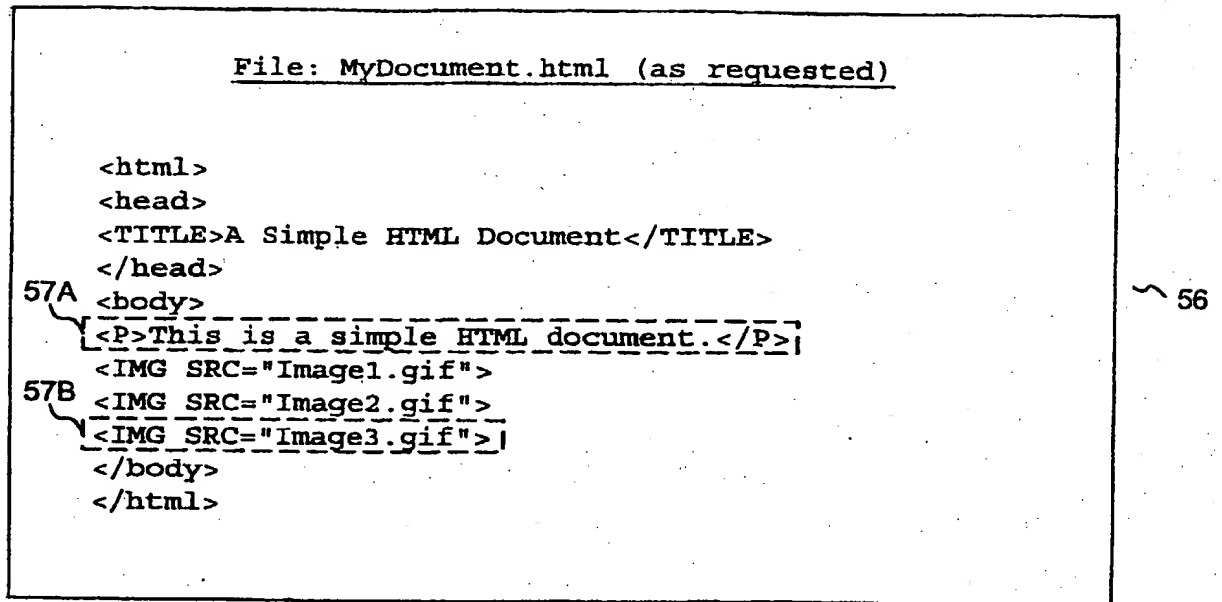 File: MyDocument.html (as requested)
<html>
<head>
<TITLE>A Simple HTML Document</TITLE>
</head>
57A <body>
56
<P>This is a simple HTML document.</P>
<IMG SRC="Image1.gif">
57B <IMG SRC="Image2.gif">
<IMG SRC="Image3.gif">
</body>
</html>